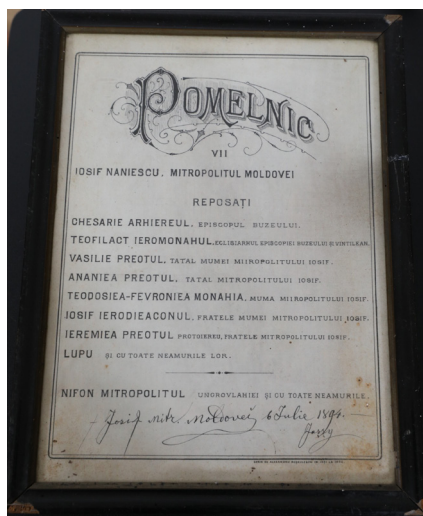 POMELNIC
VII
IOSIF NANIESCU, MITROPOLITUL MOLDOVEI
REPOSAȚI
CHESARIE ARHIEREUL, EPISCOPUL BUZEULUI.
TEOFILACT IEROMONAHUL, ECLISIARHUL EPISCOPIEI BUZEULUI ȘI VINTILEAN.
VASILIE PREOTUL, TATAL MUMEI MITROPOLITULUI IOSIF.
ANANIEA PREOTUL, TATAL MITROPOLITULUI IOSIF.
TEODOSIEA-FEVRONIEA MONAHIA, MUMA MITROPOLITULUI IOSIF.
IOSIF IERODIEACONUL, FRATELE MUMEI MITROPOLITULUI IOSIF.
IEREMIEA PREOTUL PROTOIEREU, FRATELE MITROPOLITULUI IOSIF.
LUPU ȘI CU TOATE NEAMURILE LOR.
NIFON MITROPOLITUL UNGROVLANIEI ȘI CU TOATE NEAMURILE.
Iosif Mitr. Moldovei 6 Iulie 1894